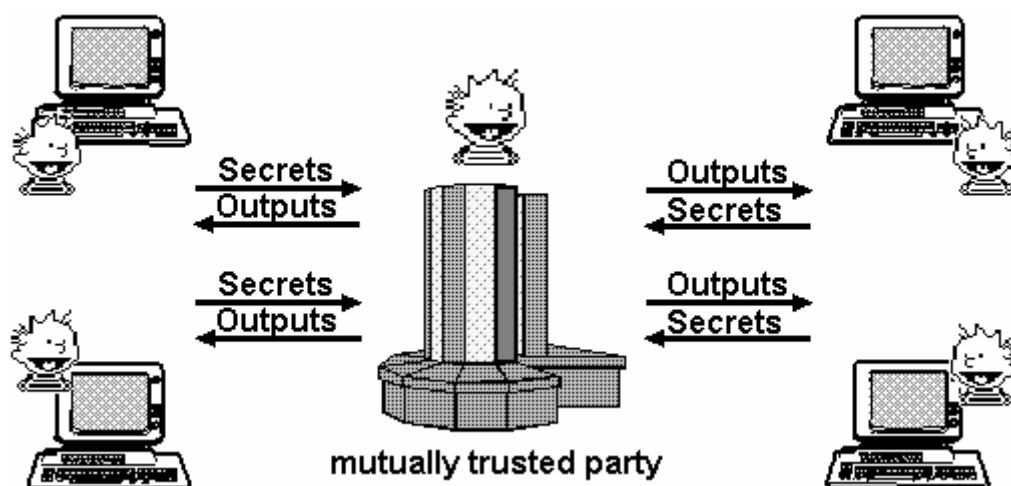 Secrets
Outputs
Outputs
Secrets
Secrets
Outputs
Outputs
Secrets
mutually trusted party